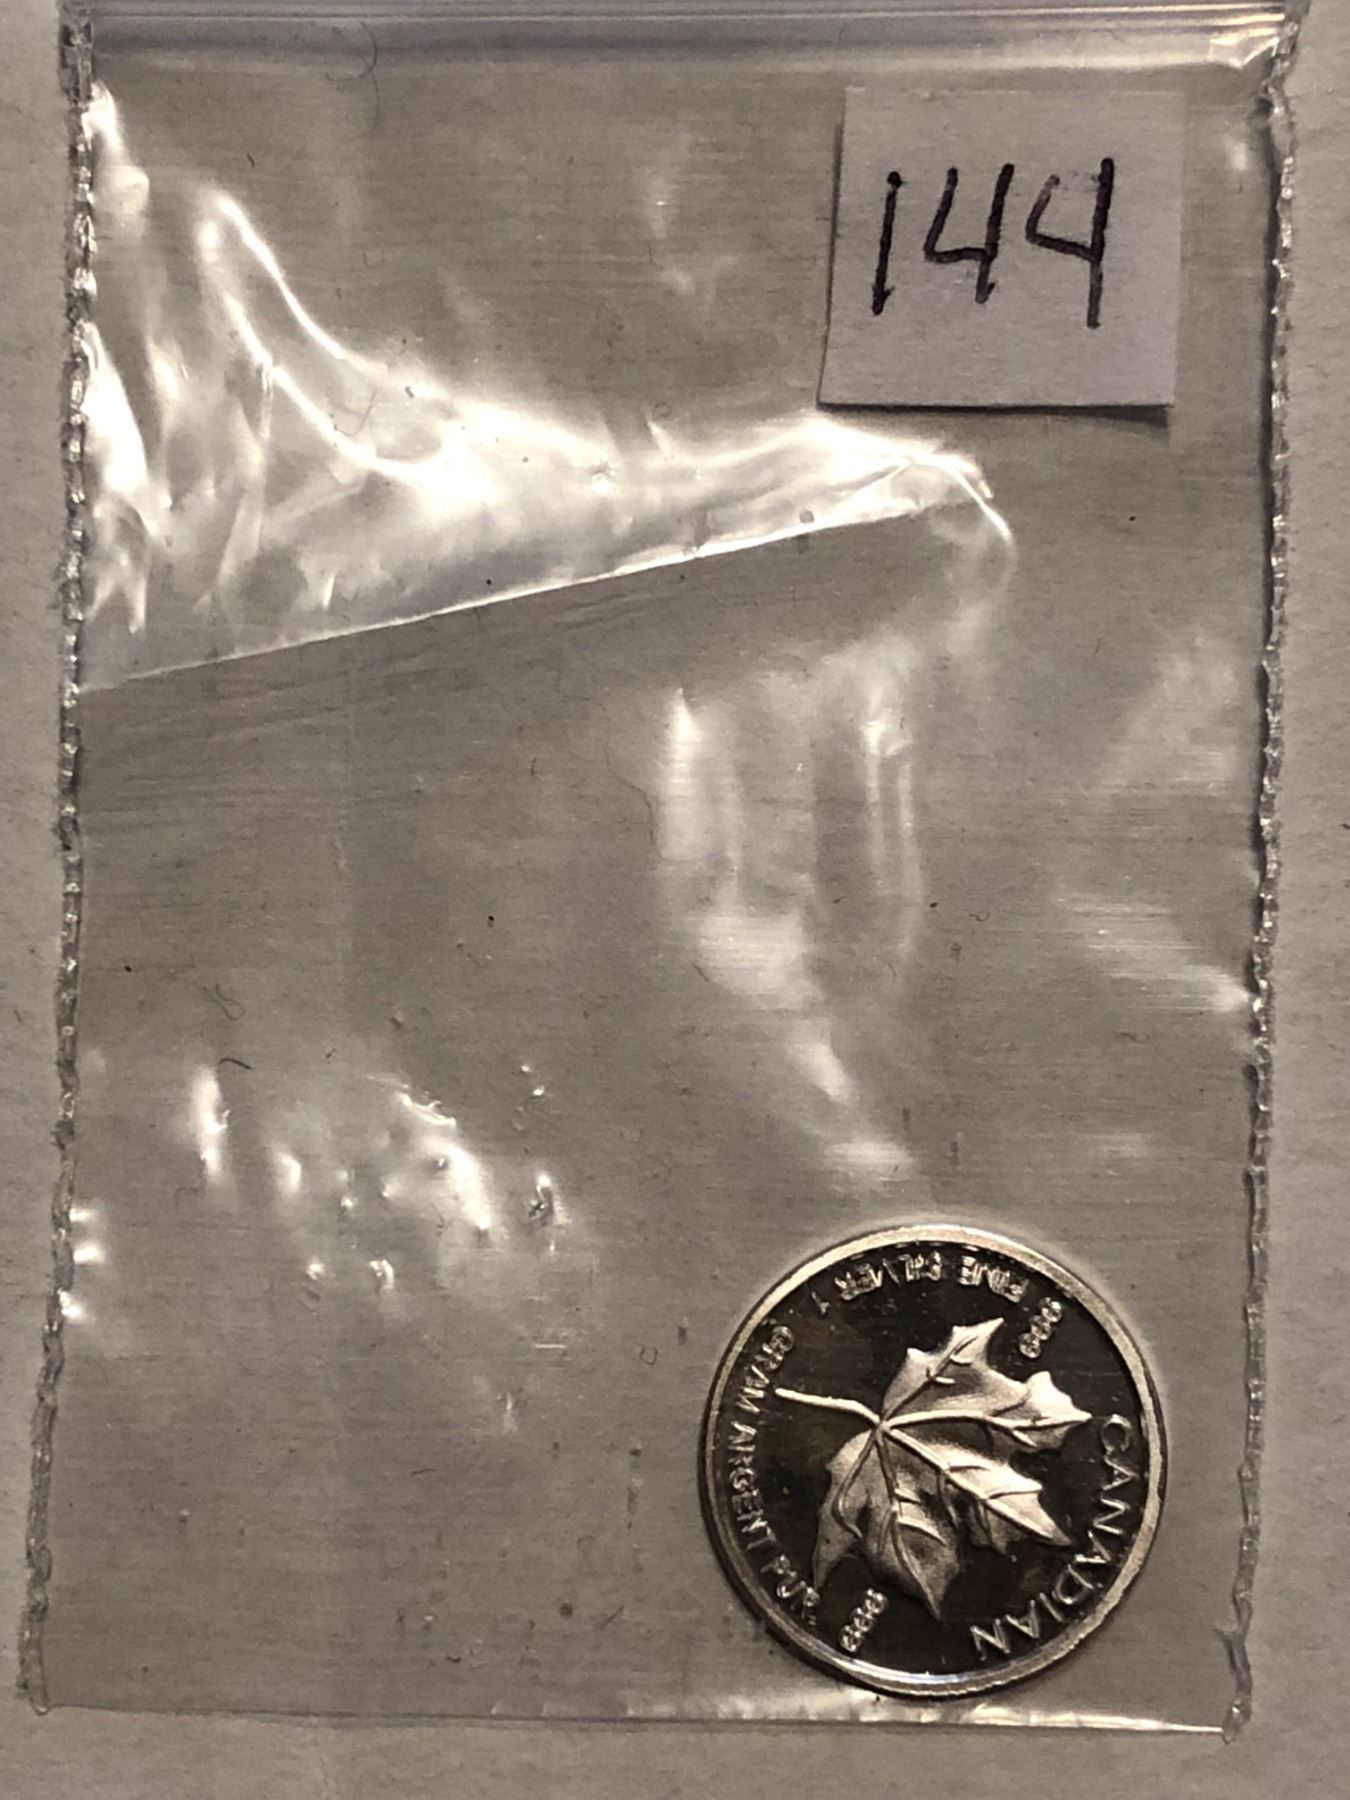 144
CANADIAN
999 FINE SILVER 1 GRAM ARGENT PUR 999